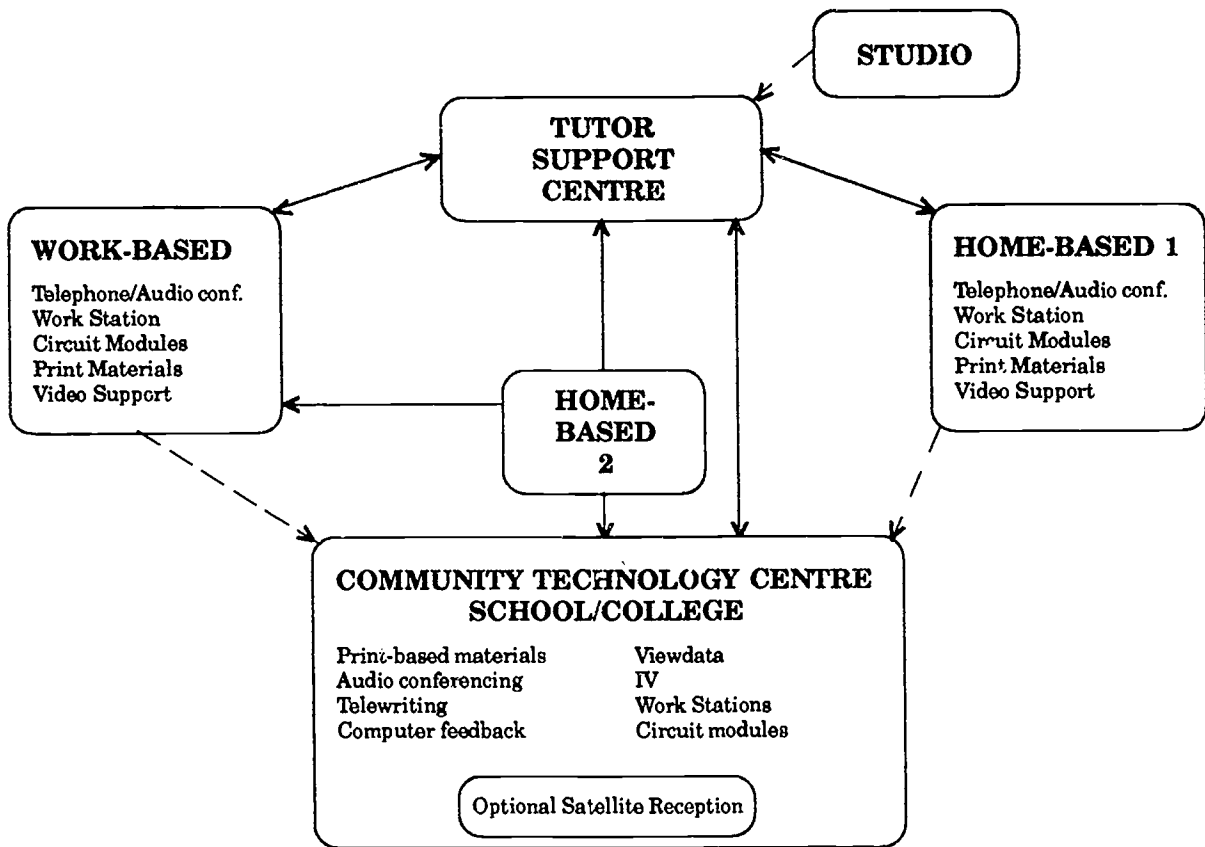 STUDIO
TUTOR
SUPPORT
CENTRE
WORK-BASED
Telephone/Audio conf.
Work Station
Circuit Modules
Print Materials
Video Support
HOME-BASED 1
Telephone/Audio conf.
Work Station
Circuit Modules
Print Materials
Video Support
HOME-
BASED
2
COMMUNITY TECHNOLOGY CENTRE
SCHOOL/COLLEGE
Print-based materials
Audio conferencing
Telewriting
Computer feedback
Viewdata
IV
Work Stations
Circuit modules
Optional Satellite Reception